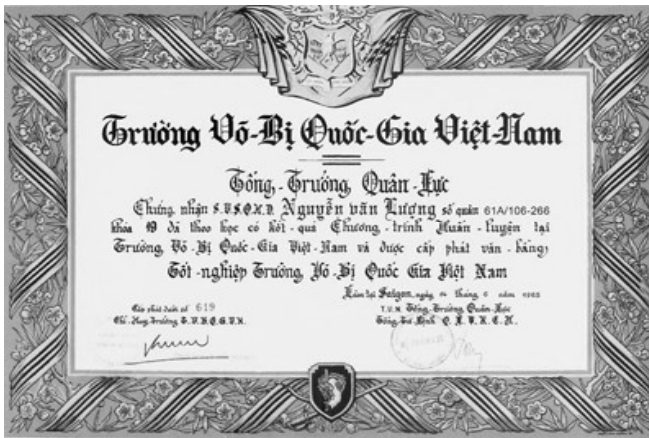 Trường Võ-Bị Quốc-Gia Việt-Nam
Tổng-Trưởng Quân-Lực
Chứng nhận S.V.S.Q.H.D. Nguyễn văn Lương số quân 61A/106-266
khóa 19 đã theo học có kết-quả Chương-trình Huấn-luyện tại
Trường Võ-Bị Quốc-Gia Việt-Nam và được cấp phát văn-bằng
Tốt-nghiệp Trường Võ-Bị Quốc Gia Việt Nam
Làm tại Saigon, ngày tháng năm
Cấp phát dưới số 619
T.U.N. Tổng-Trưởng Quân-Lực
Chỉ-Huy-Trưởng T.V.B.Q.G.V.N.